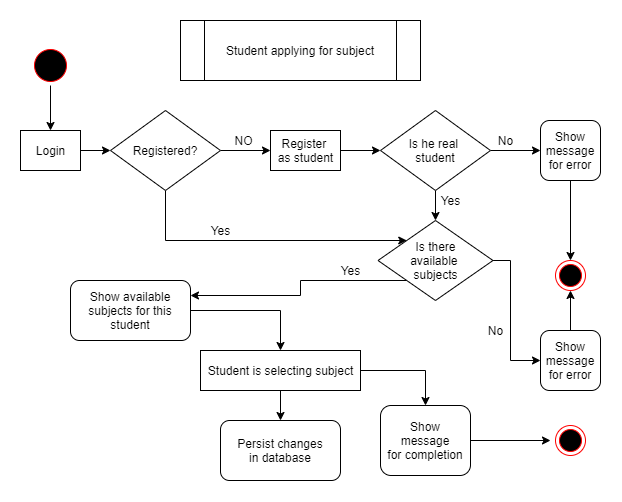 Student applying for subject
Login
Registered?
NO
Register
as student
Is he real
student
No
Show
message
for error
Yes
Yes
Is there
available
subjects
Yes
Show available
subjects for this
student
No
Show
message
for error
Student is selecting subject
Persist changes
in database
Show
message
for completion